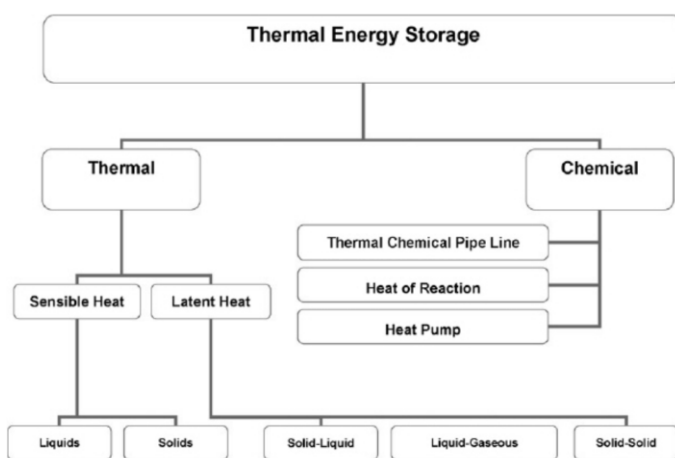 Thermal Energy Storage
Thermal
Chemical
Thermal Chemical Pipe Line
Heat of Reaction
Heat Pump
Sensible Heat
Latent Heat
Liquids
Solids
Solid-Liquid
Liquid-Gaseous
Solid-Solid